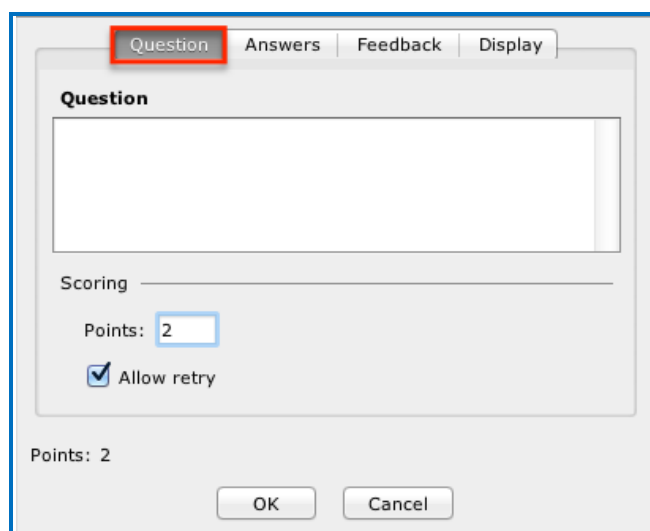 Question Answers Feedback Display
Question
Scoring
Points: 2
Allow retry
Points: 2
OK Cancel